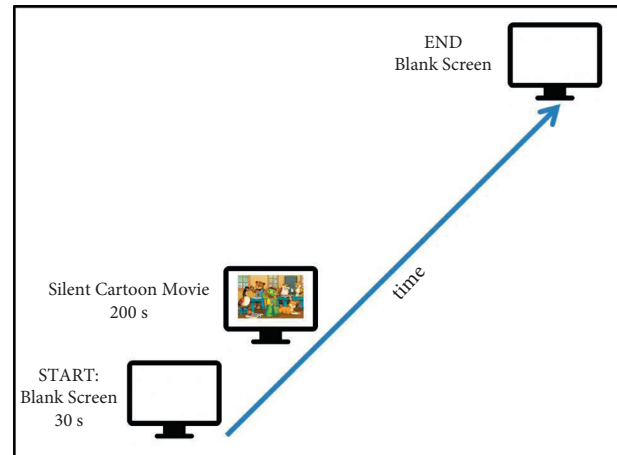 END
Blank Screen
Silent Cartoon Movie
200 s
time
START:
Blank Screen
30 s